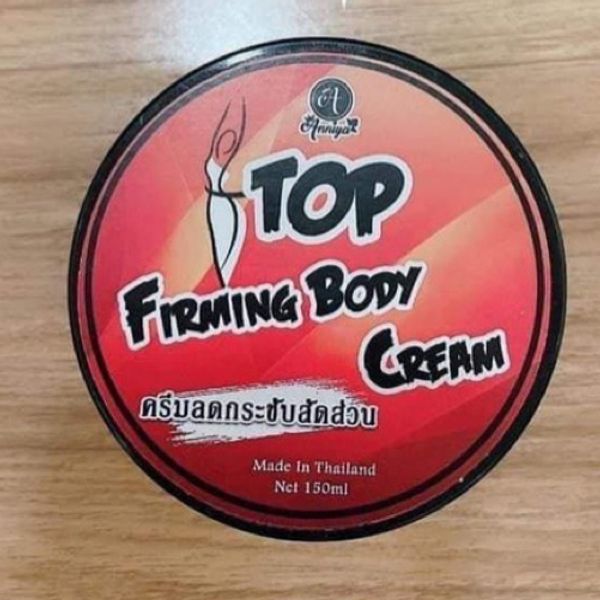 A
Anniya
TOP
FIRMING BODY
CREAM
ครีมลดกระชับสัดส่วน
Made In Thailand
Net 150ml